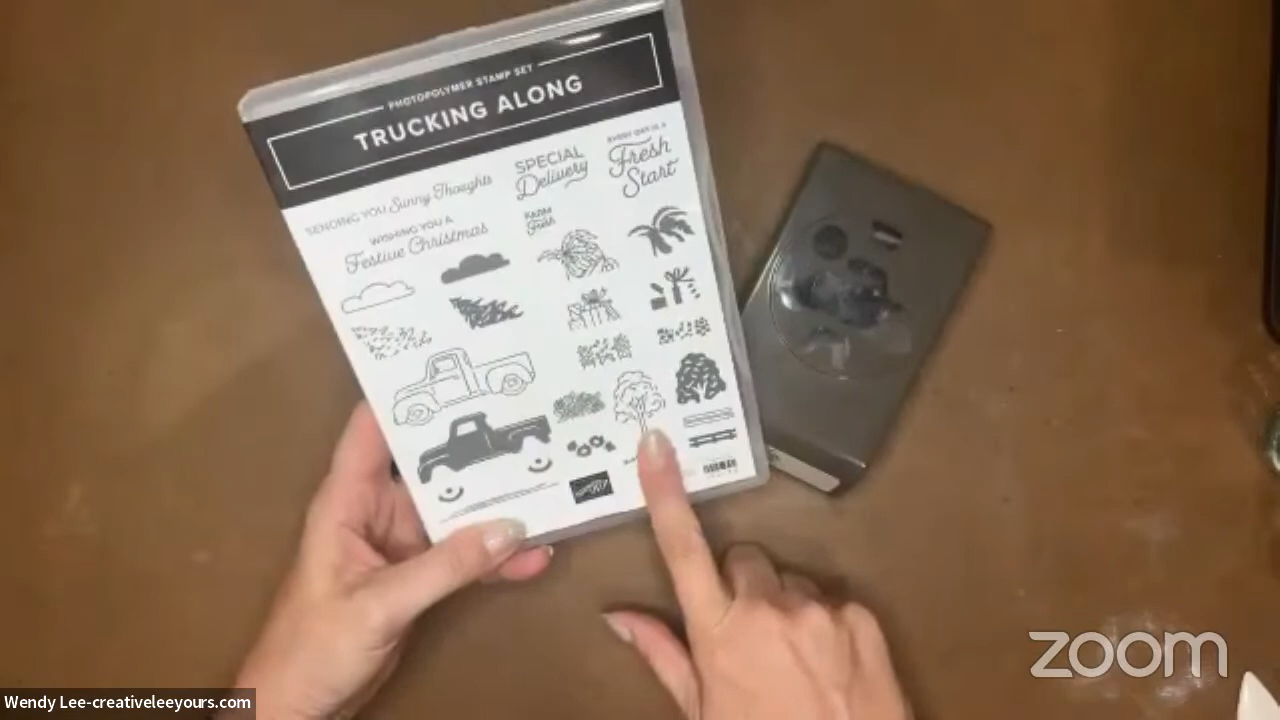 PHOTOPOLYMER STAMP SET
TRUCKING ALONG
SENDING YOU Sunny Thoughts
SPECIAL
Delivery
EVERY DAY IS A
Fresh
Start
WISHING YOU A
Festive Christmas
FARM
Fresh
zoom
Wendy Lee-creativeleeyours.com